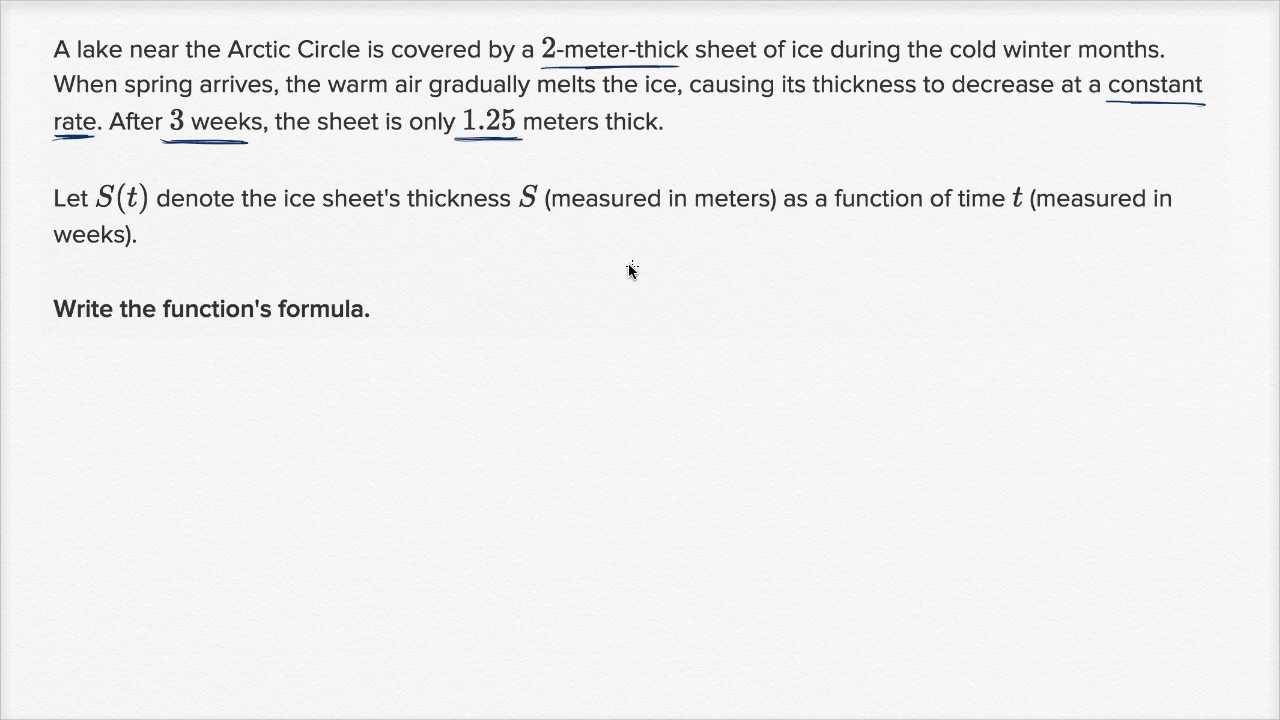 A lake near the Arctic Circle is covered by a 2-meter-thick sheet of ice during the cold winter months.
When spring arrives, the warm air gradually melts the ice, causing its thickness to decrease at a constant
rate. After 3 weeks, the sheet is only 1.25 meters thick.
Let S(t) denote the ice sheet's thickness S (measured in meters) as a function of time t (measured in
weeks).
Write the function's formula.